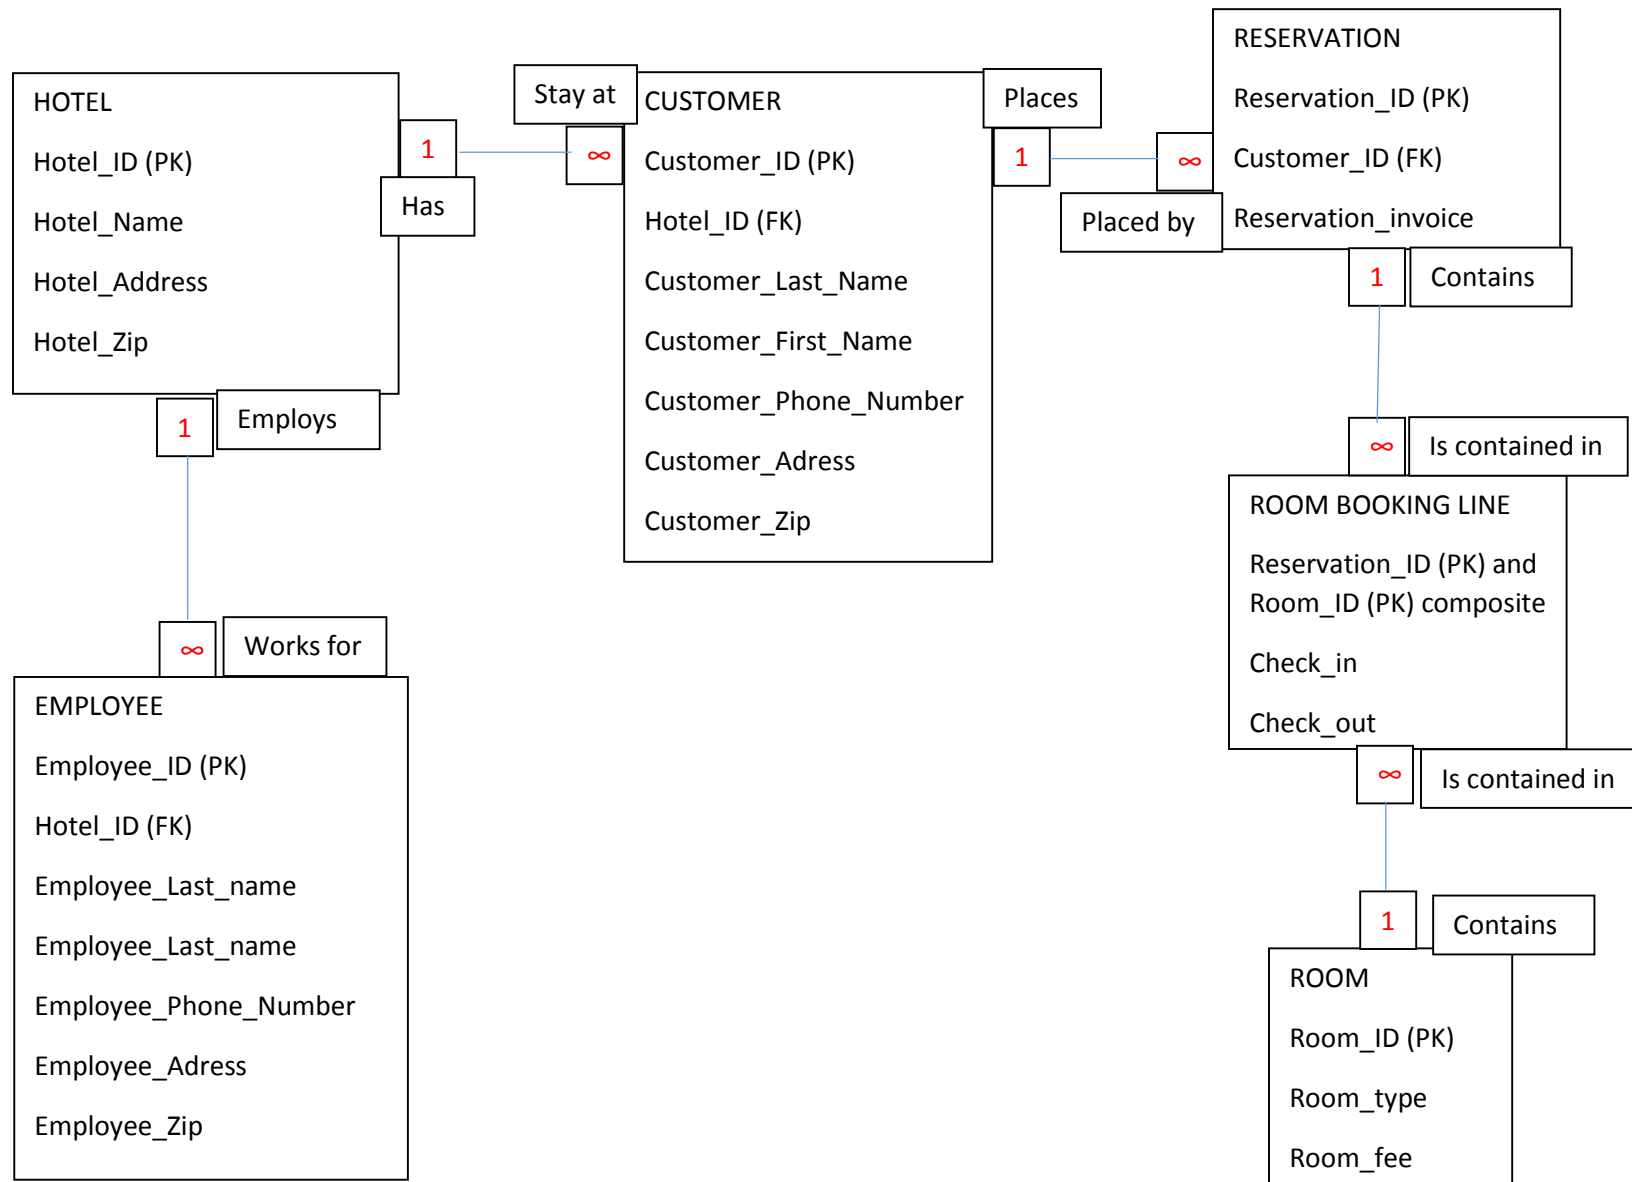 HOTEL
Hotel_ID (PK)
Hotel_Name
Hotel_Address
Hotel_Zip
1
Has
Employs
1
∞
Works for
EMPLOYEE
Employee_ID (PK)
Hotel_ID (FK)
Employee_Last_name
Employee_Last_name
Employee_Phone_Number
Employee_Adress
Employee_Zip
Stay at
∞
CUSTOMER
Customer_ID (PK)
Hotel_ID (FK)
Customer_Last_Name
Customer_First_Name
Customer_Phone_Number
Customer_Adress
Customer_Zip
Places
1
∞
Placed by
RESERVATION
Reservation_ID (PK)
Customer_ID (FK)
Reservation_invoice
1
Contains
∞
Is contained in
ROOM BOOKING LINE
Reservation_ID (PK) and
Room_ID (PK) composite
Check_in
Check_out
∞
Is contained in
1
Contains
ROOM
Room_ID (PK)
Room_type
Room_fee